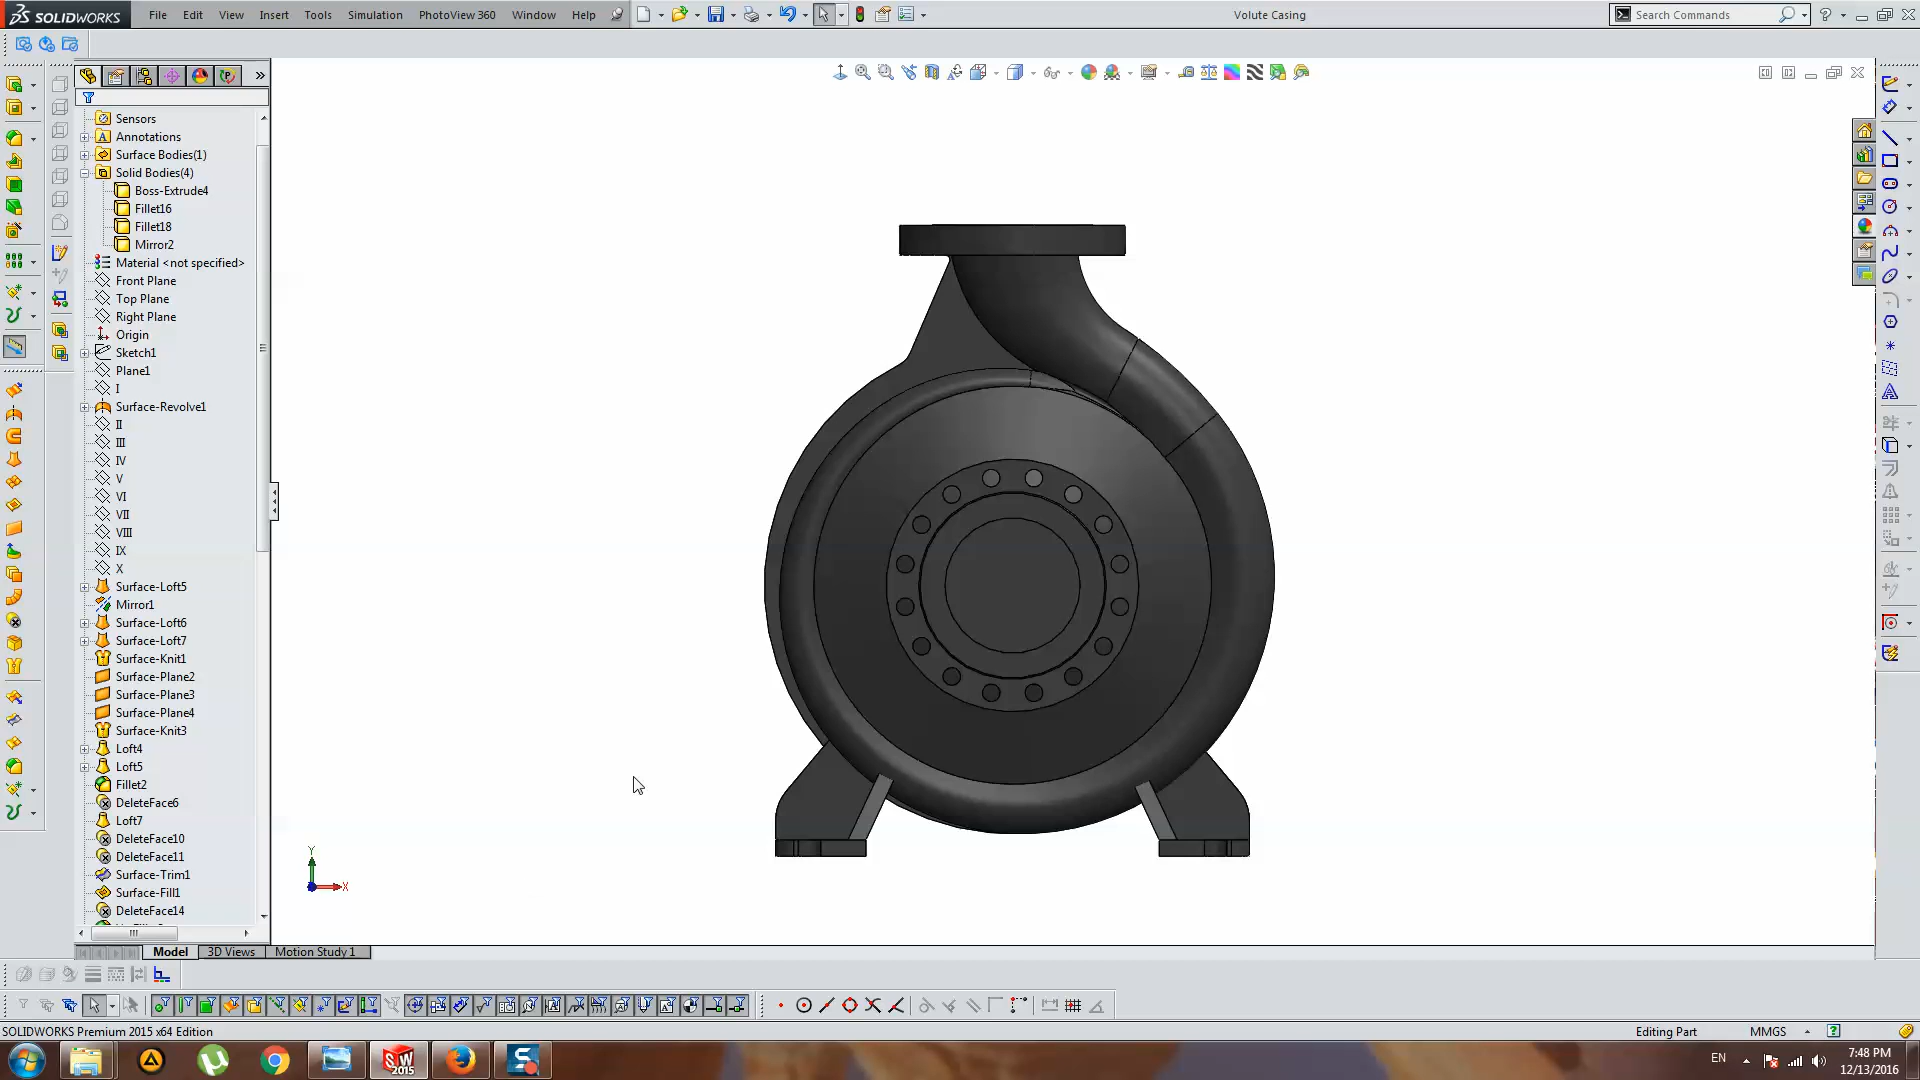 SOLIDWORKS File Edit View Insert Tools Simulation PhotoView 360 Window Help Volute Casing Search Commands
Sensors
Annotations
Surface Bodies(1)
Solid Bodies(4)
Boss-Extrude4
Fillet16
Fillet18
Mirror2
Material <not specified>
Front Plane
Top Plane
Right Plane
Origin
Sketch1
Plane1
I
Surface-Revolve1
II
III
IV
V
VI
VII
VIII
IX
X
Surface-Loft5
Mirror1
Surface-Loft6
Surface-Loft7
Surface-Knit1
Surface-Plane2
Surface-Plane3
Surface-Plane4
Surface-Knit3
Loft4
Loft5
Fillet2
DeleteFace6
Loft7
DeleteFace10
DeleteFace11
Surface-Trim1
Surface-Fill1
DeleteFace14
Y
X
Model 3D Views Motion Study 1
SOLIDWORKS Premium 2015 x64 Edition Editing Part MMGS
SW 2015
EN 7:48 PM
12/13/2016